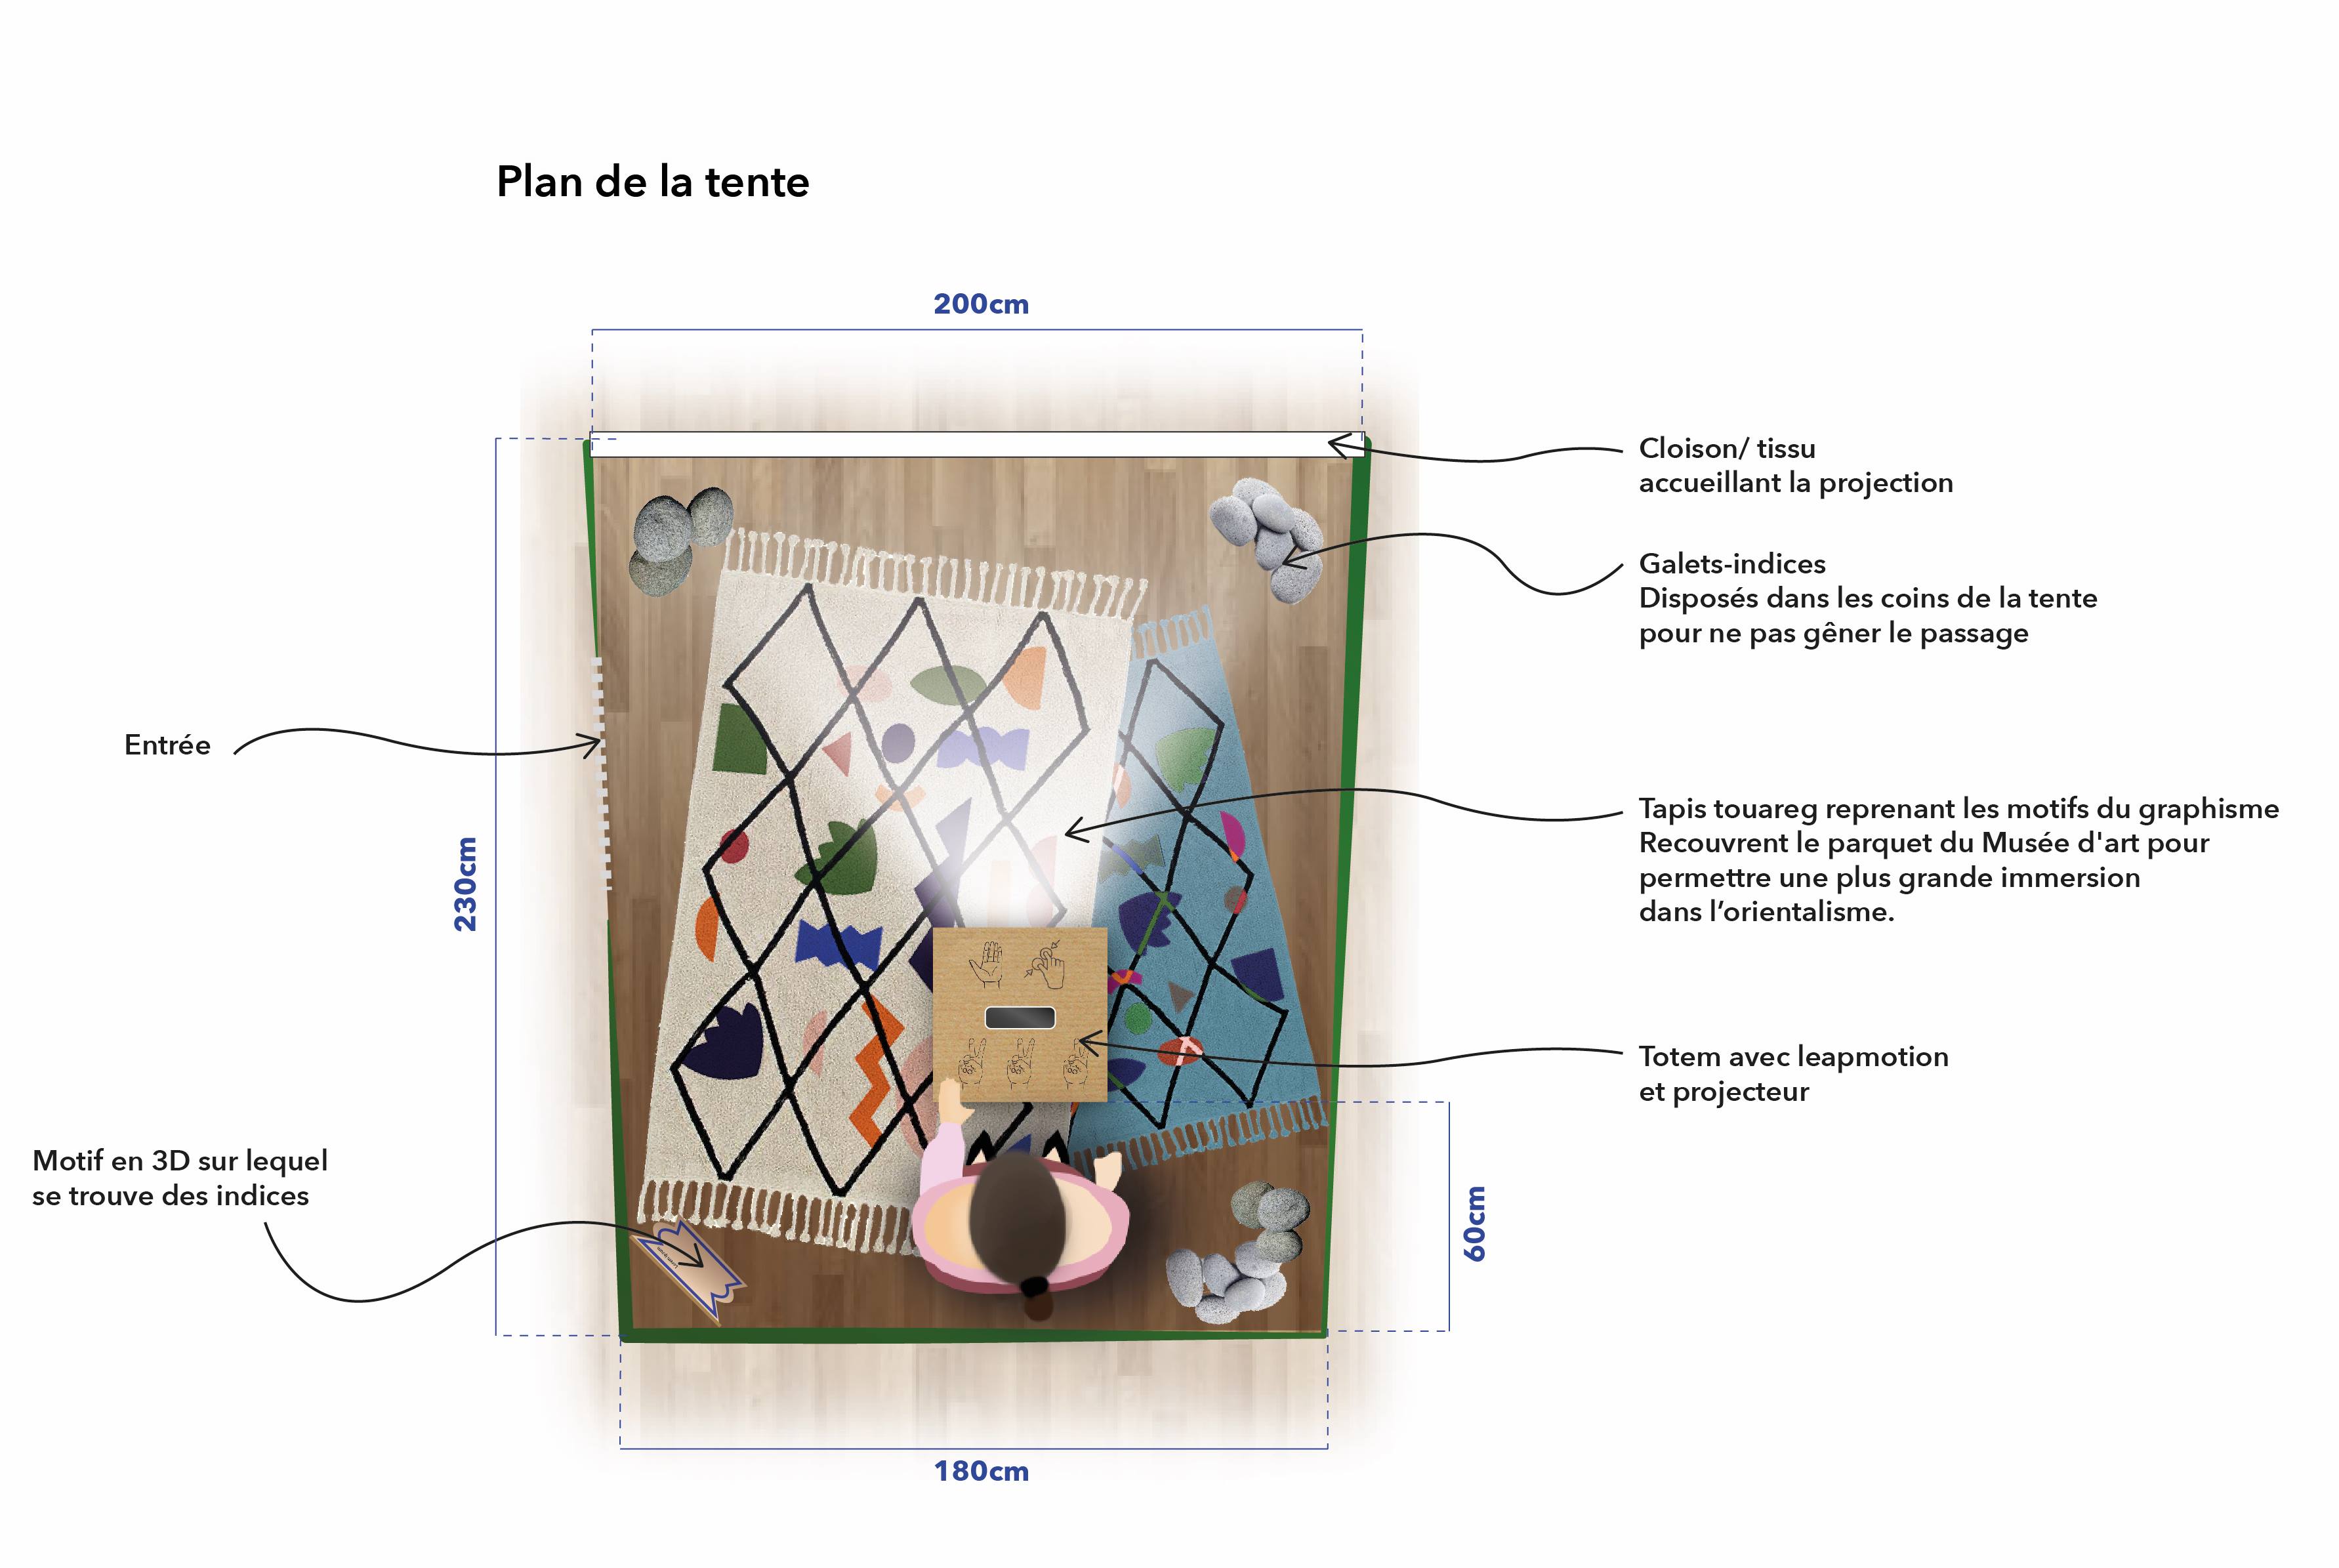 Plan de la tente
200cm
Cloison/ tissu
accueillant la projection
Galets-indices
Disposés dans les coins de la tente
pour ne pas gêner le passage
Entrée
230cm
Tapis touareg reprenant les motifs du graphisme
Recouvrent le parquet du Musée d'art pour
permettre une plus grande immersion
dans l’orientalisme.
Totem avec leapmotion
et projecteur
Motif en 3D sur lequel
se trouve des indices
60cm
180cm